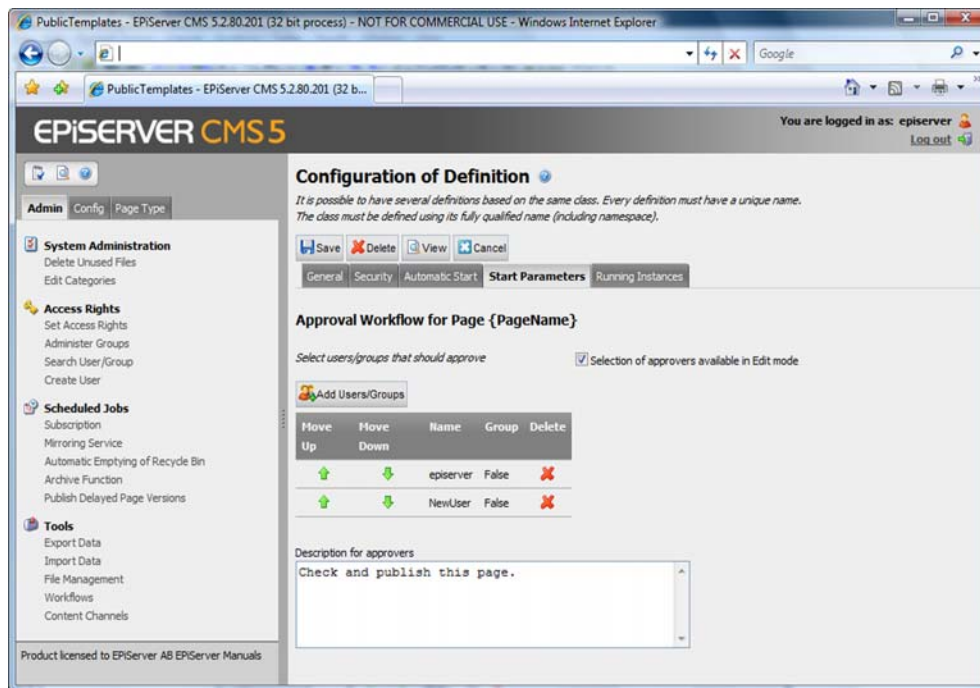 PublicTemplates - EPiServer CMS 5.2.80.201 (32 bit process) - NOT FOR COMMERCIAL USE - Windows Internet Explorer
Google
PublicTemplates - EPiServer CMS 5.2.80.201 (32 b...
EPiSERVER CMS 5
You are logged in as: episerver
Log out
Admin Config Page Type
System Administration
Delete Unused Files
Edit Categories
Access Rights
Set Access Rights
Administer Groups
Search User/Group
Create User
Scheduled Jobs
Subscription
Mirroring Service
Automatic Emptying of Recycle Bin
Archive Function
Publish Delayed Page Versions
Tools
Export Data
Import Data
File Management
Workflows
Content Channels
Product licensed to EPiServer AB EPiServer Manuals
Configuration of Definition
It is possible to have several definitions based on the same class. Every definition must have a unique name.
The class must be defined using its fully qualified name (including namespace).
Save Delete View Cancel
General Security Automatic Start Start Parameters Running Instances
Approval Workflow for Page {PageName}
Select users/groups that should approve
Selection of approvers available in Edit mode
Add Users/Groups
Move Up Move Down Name Group Delete
episerver False
NewUser False
Description for approvers
Check and publish this page.